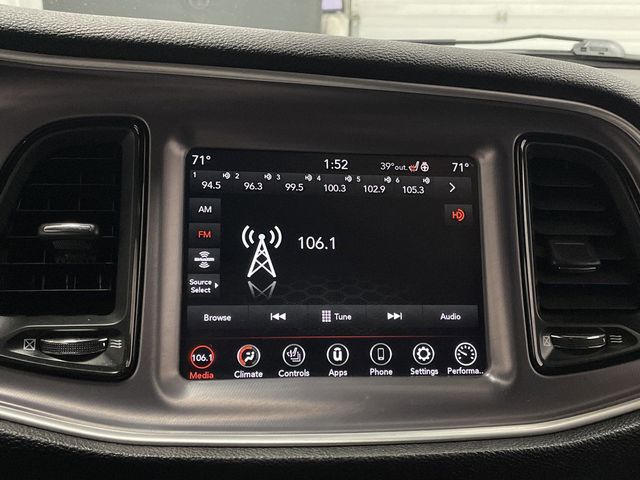 71° 1:52 39°out. 71°
1 2 3 4 5 6
94.5 96.3 99.5 100.3 102.9 105.3
HD
AM
FM
106.1
Source
Select
Browse Tune Audio
106.1
Media Climate Controls Apps Phone Settings Performa..